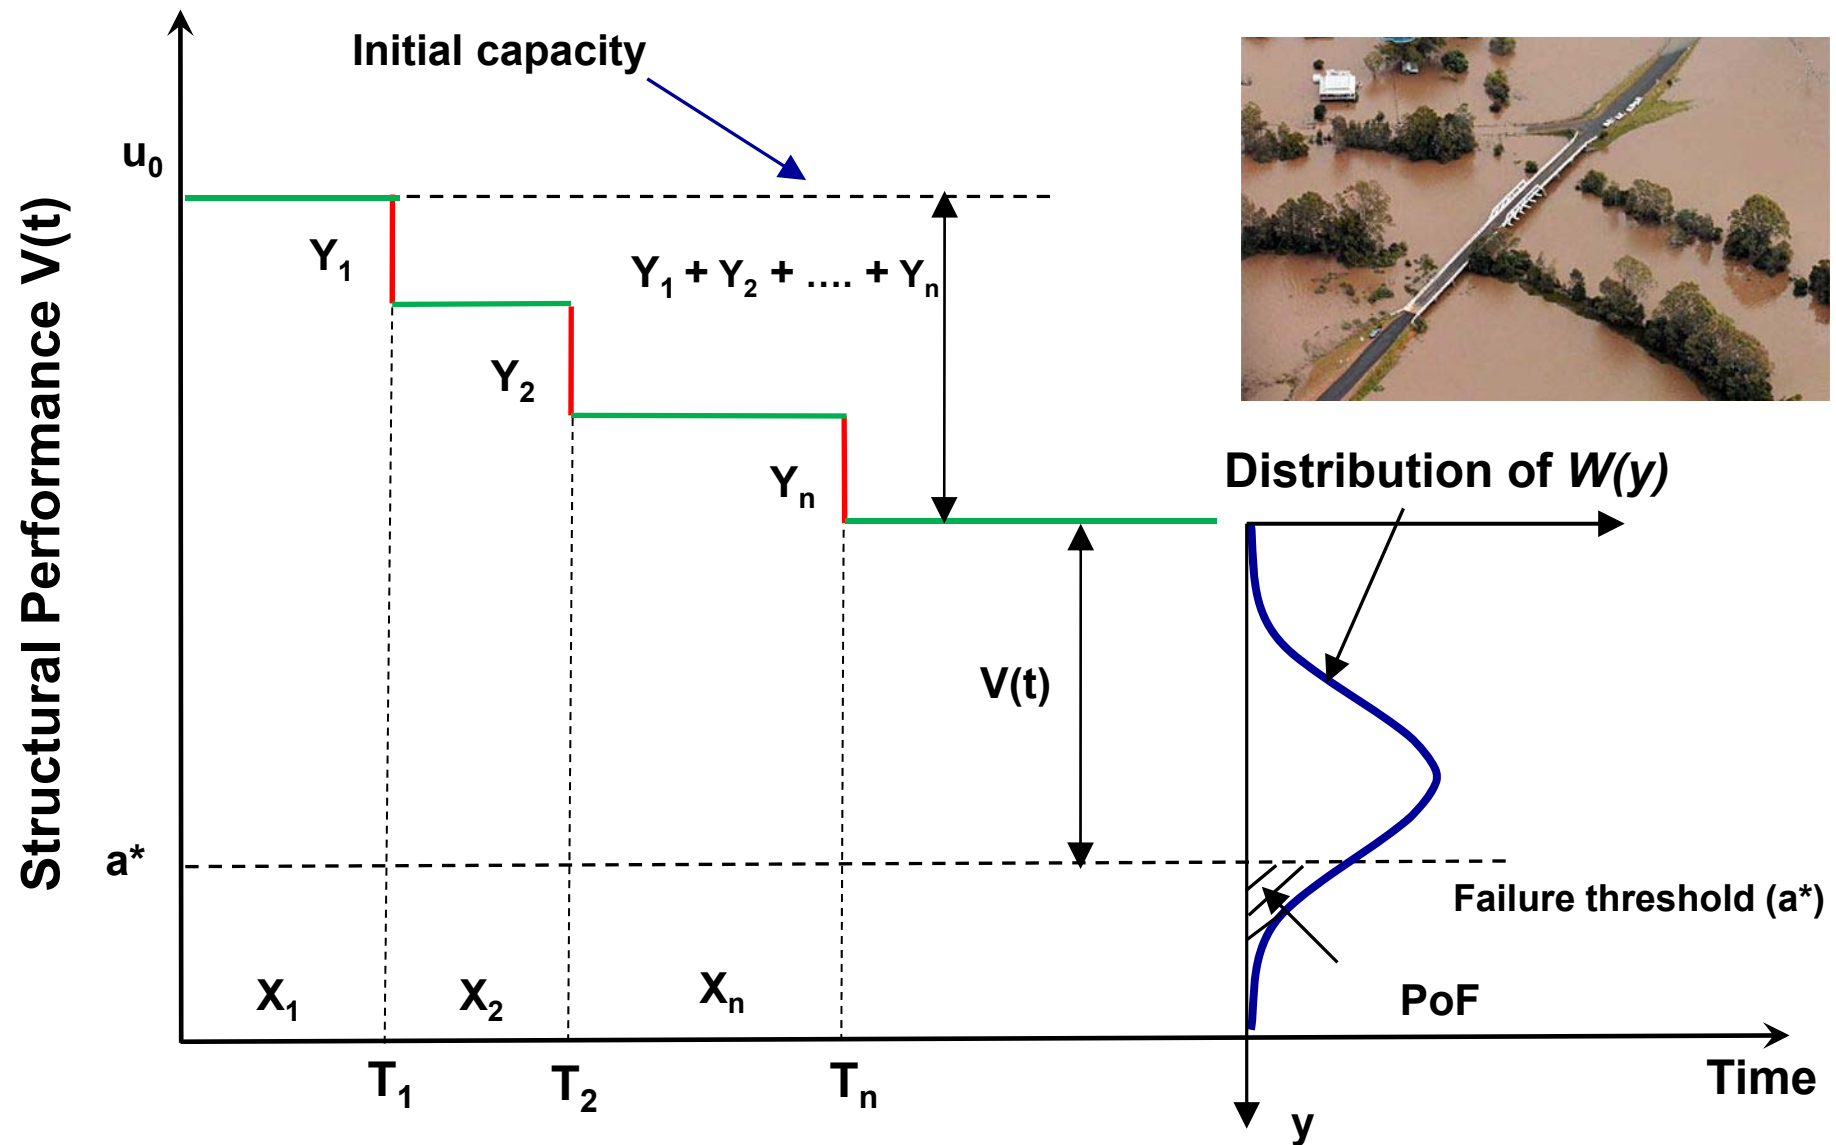 Initial capacity
u₀
Structural Performance V(t)
Y₁
Y₁ + Y₂ + .... + Yₙ
Y₂
Yₙ
Distribution of W(y)
V(t)
a*
Failure threshold (a*)
X₁
X₂
Xₙ
PoF
T₁
T₂
Tₙ
Time
y